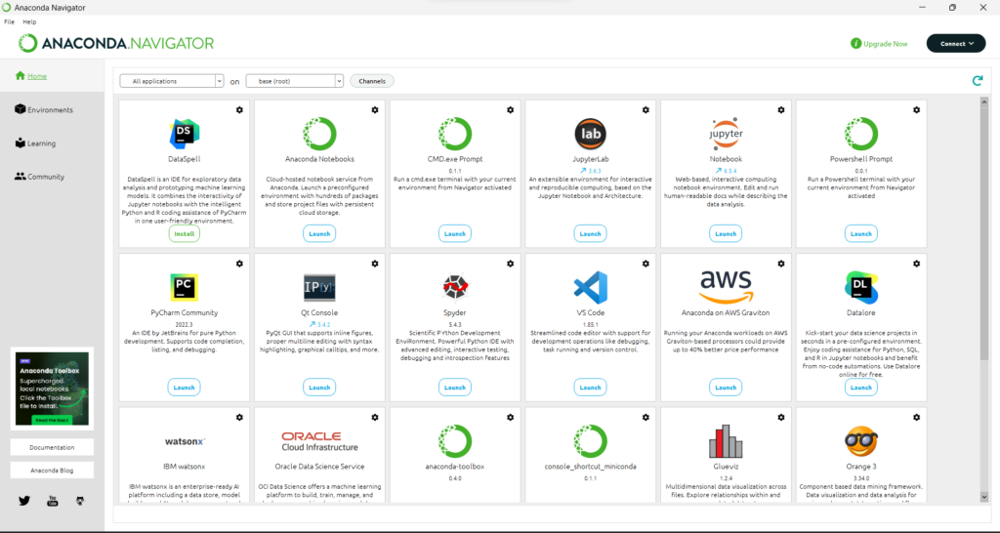 Anaconda Navigator
File Help
ANACONDA.NAVIGATOR
Upgrade Now
Connect
Home
Environments
Learning
Community
All applications on base (root) Channels
DS
DataSpell
DataSpell is an IDE for exploratory data
analysis and prototyping machine learning
models. It combines the interactivity of
Jupyter notebooks with the intelligent
Python and R coding assistance of PyCharm
in one user-friendly environment.
Install
Anaconda Notebooks
Cloud-hosted notebook service from
Anaconda. Launch a preconfigured
environment with hundreds of packages
and store project files with persistent
cloud storage.
Launch
CMD.exe Prompt
0.1.1
Run a cmd.exe terminal with your current
environment from Navigator activated
Launch
lab
JupyterLab
3.6.3
An extensible environment for interactive
and reproducible computing, based on the
Jupyter Notebook and Architecture.
Launch
jupyter
Notebook
6.5.4
Web-based, interactive computing
notebook environment. Edit and run
human-readable docs while describing the
data analysis.
Launch
Powershell Prompt
0.0.1
Run a Powershell terminal with your
current environment from Navigator
activated
Launch
PC
PyCharm Community
2022.3
An IDE by JetBrains for pure Python
development. Supports code completion,
listing, and debugging.
Launch
IP[y]:
Qt Console
5.4.2
PyQt GUI that supports inline figures,
proper multiline editing with syntax
highlighting, graphical calltips, and more.
Launch
Spyder
5.4.3
Scientific PYthon Development
EnviRonment. Powerful Python IDE with
advanced editing, interactive testing,
debugging and introspection features
Launch
VS Code
1.85.1
Streamlined code editor with support for
development operations like debugging,
task running and version control.
Launch
aws
Anaconda on AWS Graviton
Running your Anaconda workloads on AWS
Graviton-based processors could provide
up to 40% better price performance
Launch
DL
Datalore
Kick-start your data science projects in
seconds in a pre-configured environment.
Enjoy coding assistance for Python, SQL,
and R in Jupyter notebooks and benefit
from no-code automations. Use Datalore
online for free.
Launch
watsonx
IBM watsonx
IBM watsonx is an enterprise-ready AI
platform including a data store, model
ORACLE
Cloud Infrastructure
Oracle Data Science Service
OCI Data Science offers a machine learning
platform to build, train, manage, and
anaconda-toolbox
0.4.0
console_shortcut_miniconda
0.1.1
Glueviz
1.2.4
Multidimensional data visualization across
files. Explore relationships within and
Orange 3
3.34.0
Component based data mining framework.
Data visualization and data analysis for
NEW
Anaconda Toolbox
Supercharged
local notebooks.
Click the Toolbox
file to install.
Read the Docs
Documentation
Anaconda Blog
You
Tube